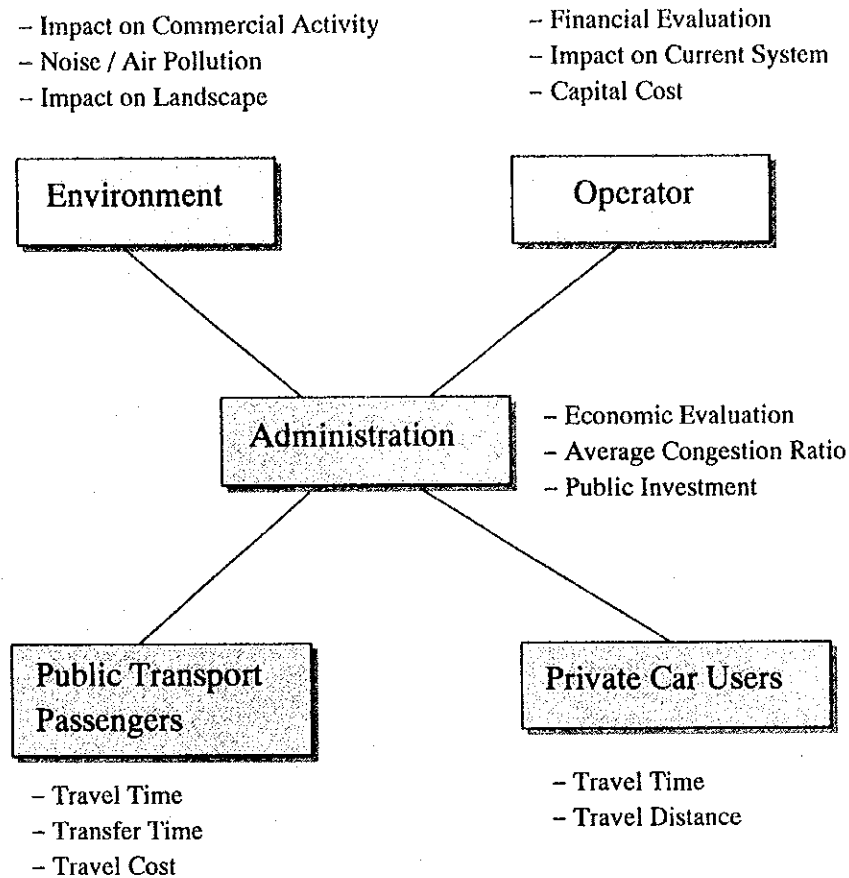 – Impact on Commercial Activity
– Noise / Air Pollution
– Impact on Landscape
– Financial Evaluation
– Impact on Current System
– Capital Cost
Environment
Operator
Administration
– Economic Evaluation
– Average Congestion Ratio
– Public Investment
Public Transport
Passengers
Private Car Users
– Travel Time
– Transfer Time
– Travel Cost
– Travel Time
– Travel Distance